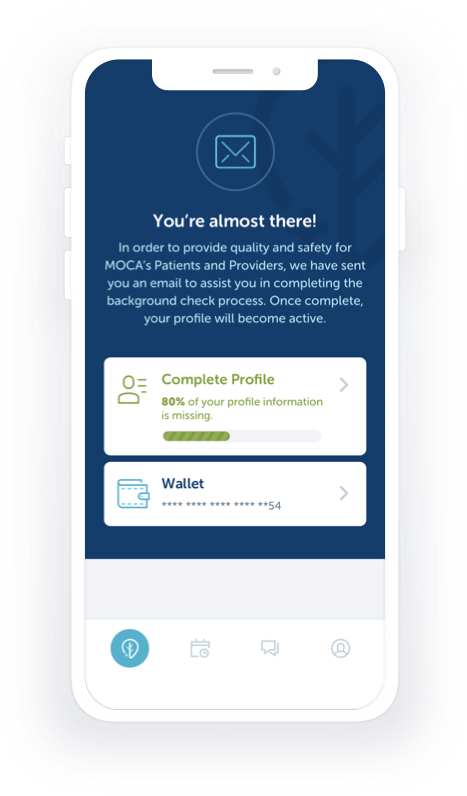 You’re almost there!
In order to provide quality and safety for
MOCA’s Patients and Providers, we have sent
you an email to assist you in completing the
background check process. Once complete,
your profile will become active.
Complete Profile
80% of your profile information
is missing.
Wallet
**** **** **** **** **54